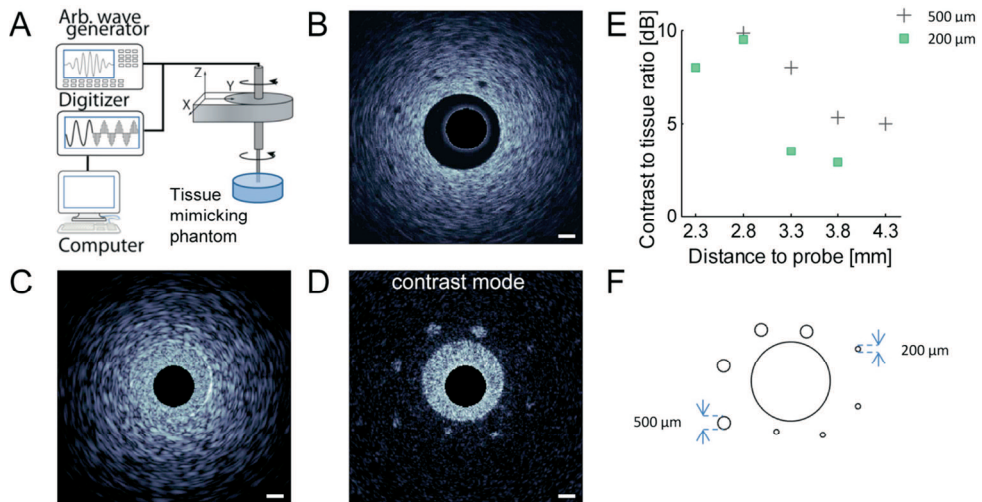 A
Arb. wave
generator
Digitizer
Computer
Z
Y
X
Tissue
mimicking
phantom
B
E
Contrast to tissue ratio [dB]
10
5
0
2.3 2.8 3.3 3.8 4.3
Distance to probe [mm]
500 µm
200 µm
C
D
contrast mode
F
200 µm
500 µm